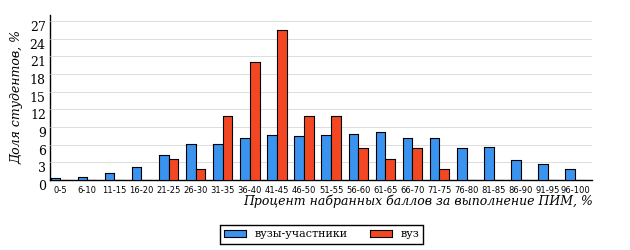 Доля студентов, %
27
24
21
18
15
12
9
6
3
0
0-5 6-10 11-15 16-20 21-25 26-30 31-35 36-40 41-45 46-50 51-55 56-60 61-65 66-70 71-75 76-80 81-85 86-90 91-95 96-100
Процент набранных баллов за выполнение ПИМ, %
вузы-участники вуз